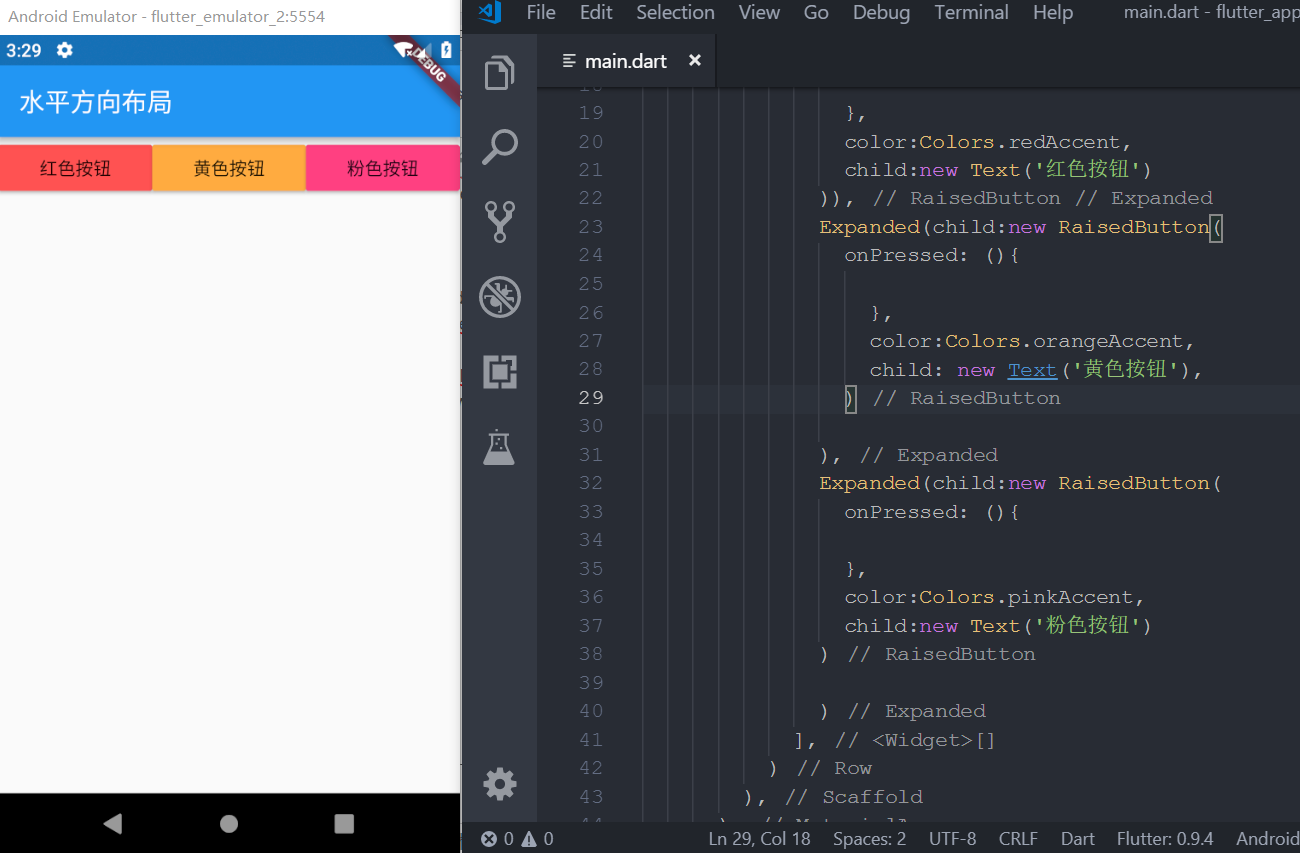 Android Emulator - flutter_emulator_2:5554
3:29
DEBUG
水平方向布局
红色按钮 黄色按钮 粉色按钮
File Edit Selection View Go Debug Terminal Help main.dart - flutter_app
main.dart
19 },
20 color:Colors.redAccent,
21 child:new Text('红色按钮')
22 )), // RaisedButton // Expanded
23 Expanded(child:new RaisedButton(
24 onPressed: (){
25
26 },
27 color:Colors.orangeAccent,
28 child: new Text('黄色按钮'),
29 ) // RaisedButton
30
31 ), // Expanded
32 Expanded(child:new RaisedButton(
33 onPressed: (){
34
35 },
36 color:Colors.pinkAccent,
37 child:new Text('粉色按钮')
38 ) // RaisedButton
39
40 ) // Expanded
41 ], // <Widget>[]
42 ) // Row
43 ), // Scaffold
0 0 Ln 29, Col 18 Spaces: 2 UTF-8 CRLF Dart Flutter: 0.9.4 Android